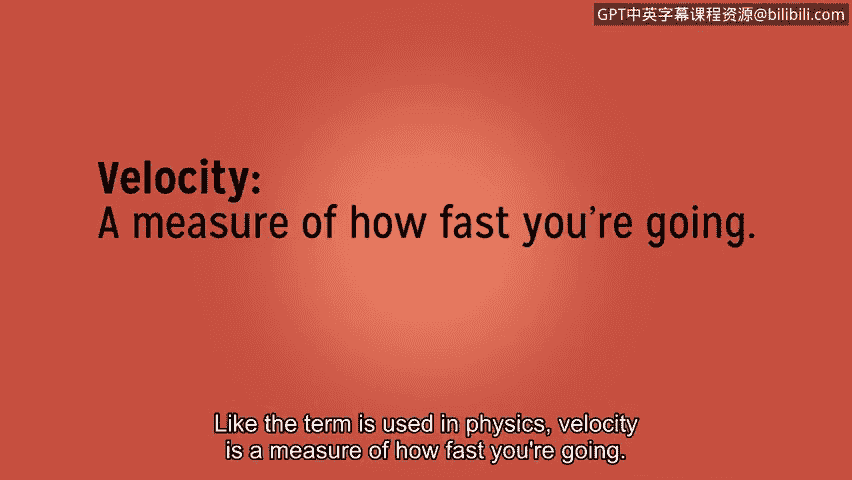 GPT中英字幕课程资源@bilibili.com
Velocity:
A measure of how fast you’re going.
Like the term is used in physics, velocity
is a measure of how fast you're going.